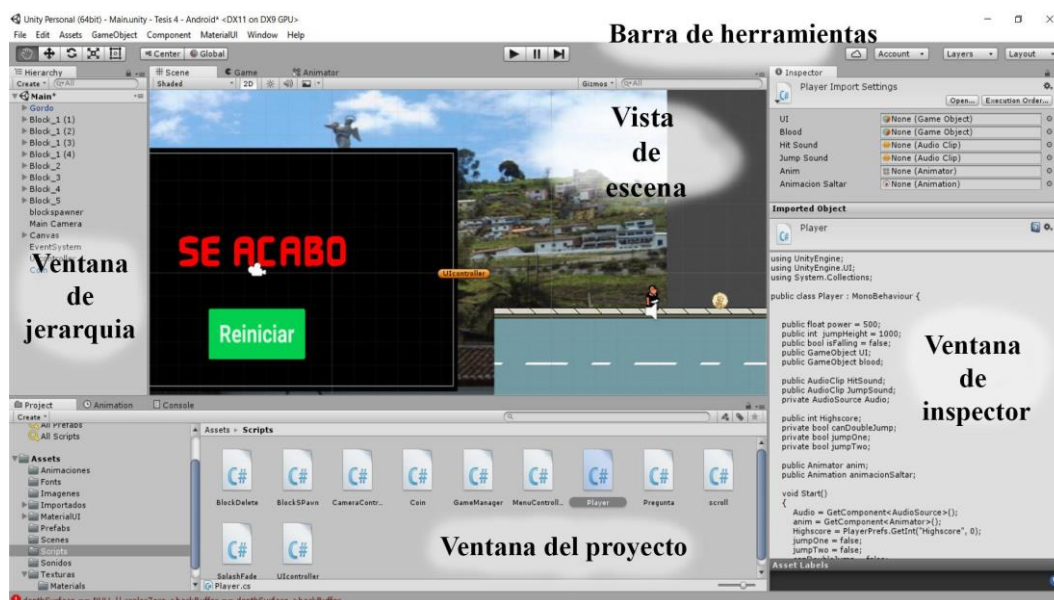 Unity Personal (64bit) - Main.unity - Tesis 4 - Android* <DX11 on DX9 GPU>
File Edit Assets GameObject Component MaterialUI Window Help
Barra de herramientas
Center Global
Account Layers Layout
Hierarchy
Create All
Main*
Gordo
Block_1 (1)
Block_1 (2)
Block_1 (3)
Block_1 (4)
Block_2
Block_3
Block_4
Block_5
blockspawner
Main Camera
Canvas
EventSystem
Ventana
de
jerarquia
Scene Game Animator
Shaded 2D Gizmos All
Vista
de
escena
SE ACABO
UIcontroller
Reiniciar
Inspector
Player Import Settings
Open... Execution Order...
UI None (Game Object)
Blood None (Game Object)
Hit Sound None (Audio Clip)
Jump Sound None (Audio Clip)
Anim None (Animator)
Animacion Saltar None (Animation)
Imported Object
Player
using UnityEngine;
using UnityEngine.UI;
using System.Collections;
public class Player : MonoBehaviour {
public float power = 500;
public int jumpHeight = 1000;
public bool isFalling = false;
public GameObject UI;
public GameObject blood;
public AudioClip HitSound;
public AudioClip JumpSound;
private AudioSource Audio;
public int Highscore;
private bool canDoubleJump;
private bool jumpOne;
private bool jumpTwo;
public Animator anim;
public Animation animacionSaltar;
void Start()
{
Audio = GetComponent<AudioSource>();
anim = GetComponent<Animator>();
Highscore = PlayerPrefs.GetInt("Highscore", 0);
jumpOne = false;
jumpTwo = false;
Ventana
de
inspector
Asset Labels
Project Animation Console
Create
All Prefabs
All Scripts
Assets
Animaciones
Fonts
Imagenes
Importados
MaterialUI
Prefabs
Scenes
Scripts
Sonidos
Texturas
Materials
Assets Scripts
C# C# C# C# C# C# C# C# C#
BlockDelete BlockSPawn CameraContr... Coin GameManager MenuControll... Player Pregunta scroll
C# C#
SplashFade UIcontroller
Ventana del proyecto
Player.cs